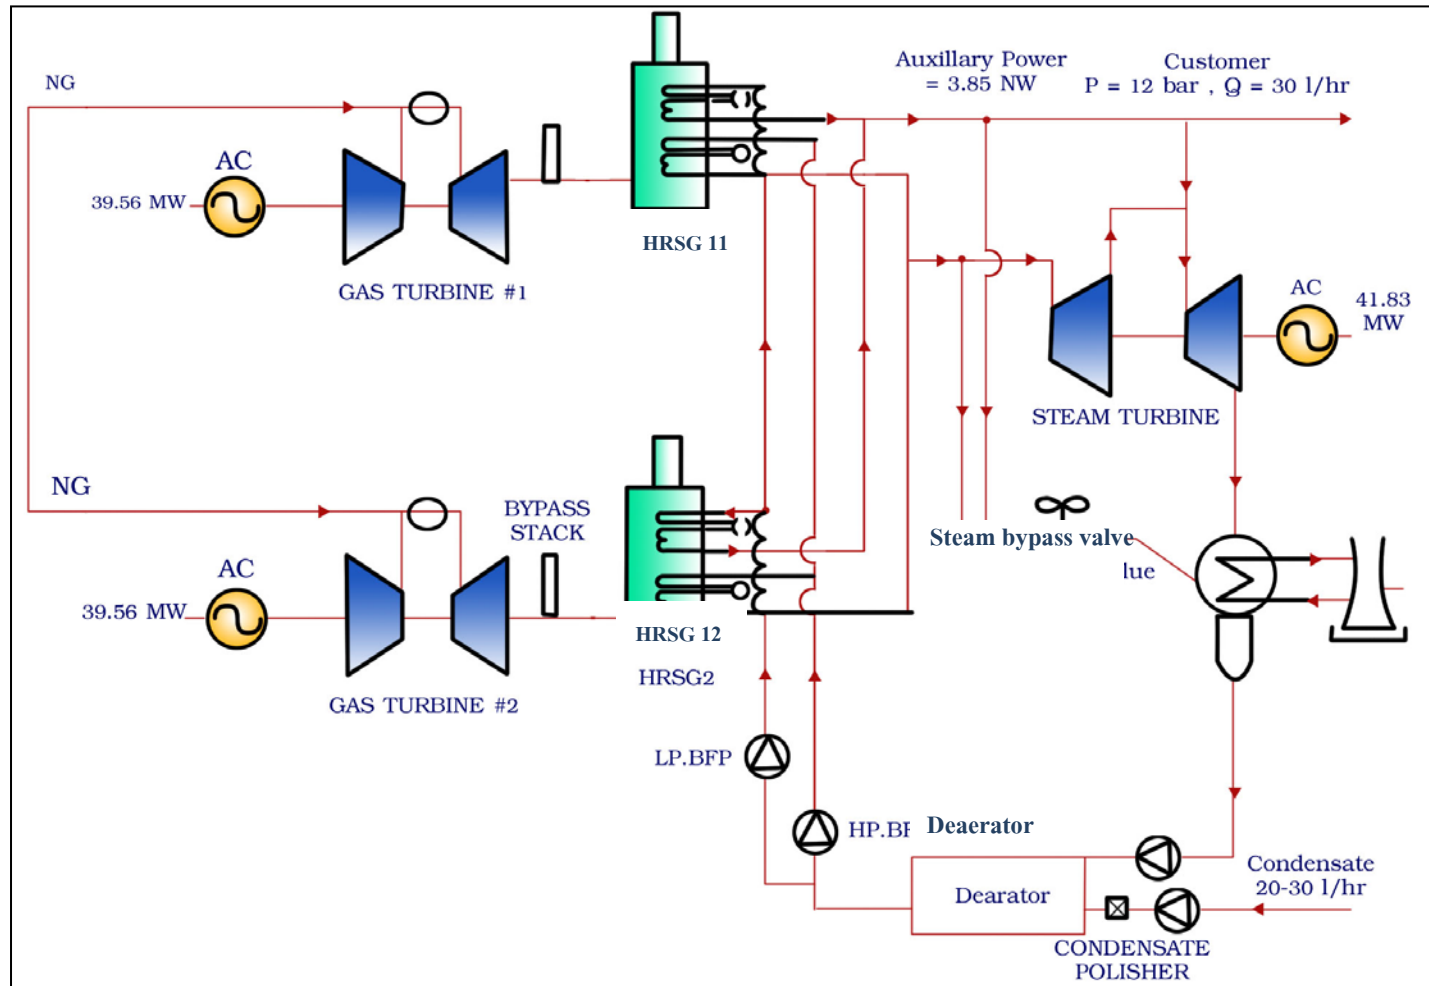 NG
Auxillary Power
= 3.85 NW
Customer
P = 12 bar , Q = 30 l/hr
AC
39.56 MW
HRSG 11
GAS TURBINE #1
AC
41.83
MW
STEAM TURBINE
NG
BYPASS
STACK
Steam bypass valve
lue
AC
39.56 MW
HRSG 12
HRSG2
GAS TURBINE #2
LP.BFP
HP.BF
Deaerator
Dearator
Condensate
20-30 l/hr
CONDENSATE
POLISHER